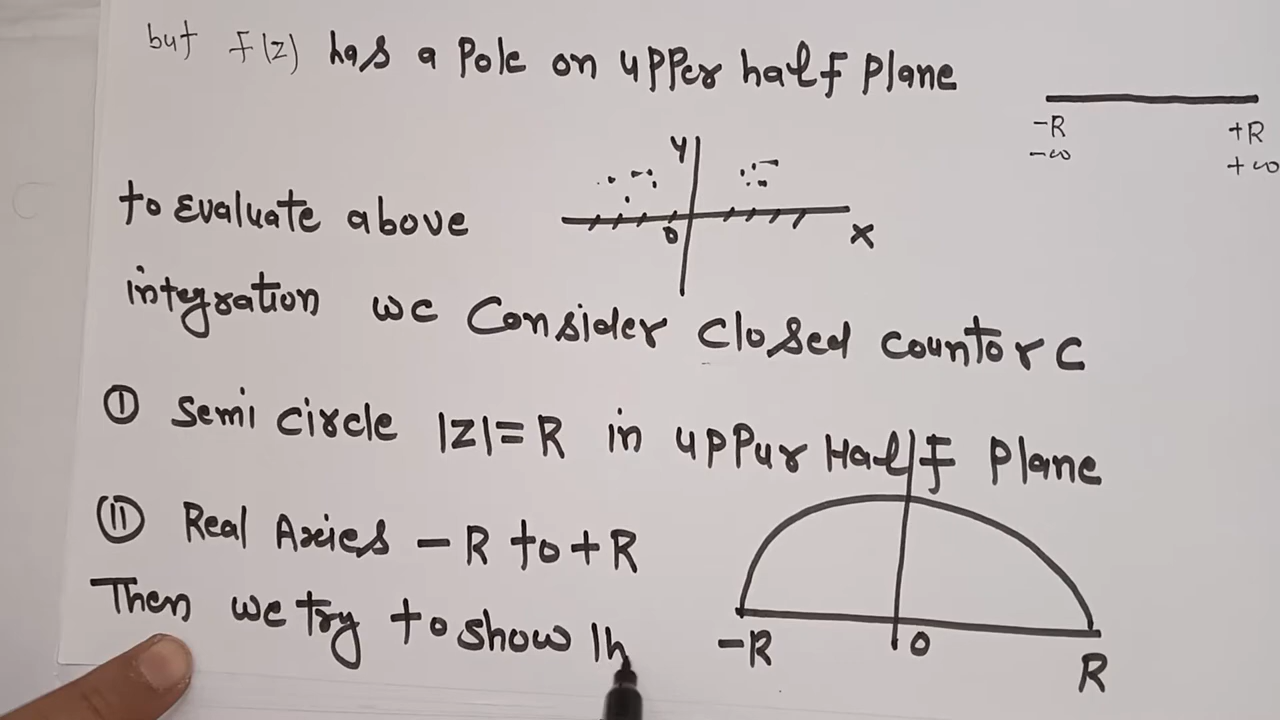 but F(z) has a Pole on upper half Plane
-R +R
-∞ +∞
Y
to Evaluate above
0 X
integration we Consider Closed countor C
① Semi circle |z|=R in uppur Half Plane
② Real Axies -R to +R
Then we try to show th
-R 0 R